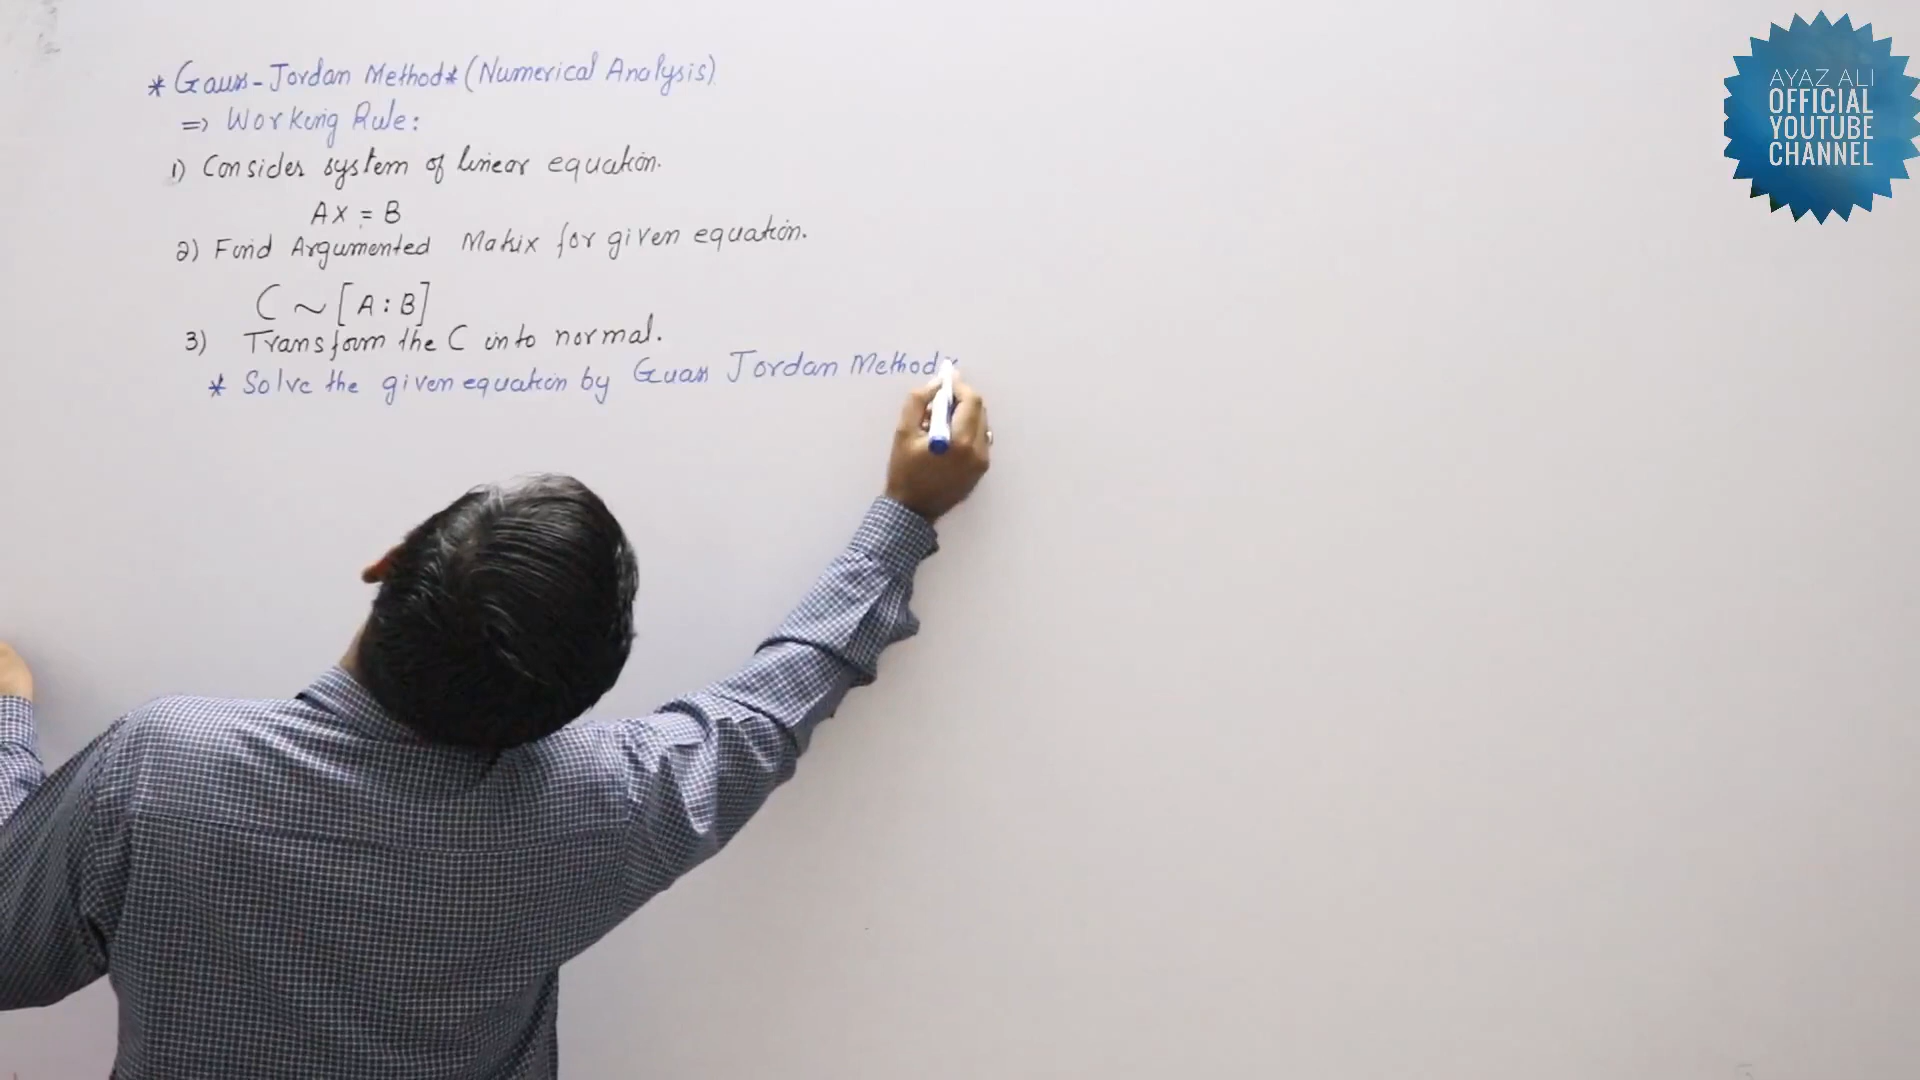 * Gauss-Jordan Method * (Numerical Analysis)
=> Working Rule:
1) Consider system of linear equation.
AX = B
2) Find Argumented Matrix for given equation.
C ~ [A : B]
3) Transform the C into normal.
* Solve the given equation by Guass Jordan Method
AYAZ ALI
OFFICIAL
YOUTUBE
CHANNEL